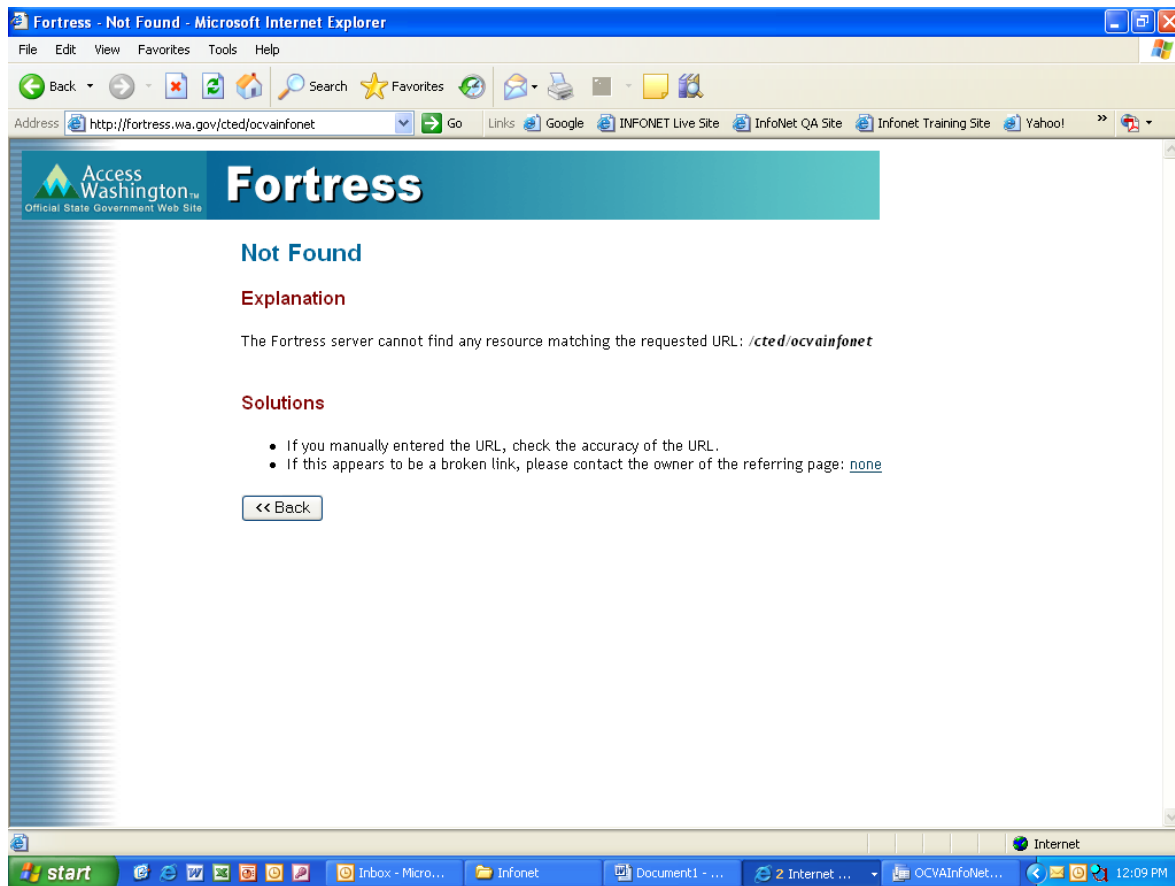 Fortress - Not Found - Microsoft Internet Explorer
File Edit View Favorites Tools Help
Back Search Favorites
Address http://fortress.wa.gov/cted/ocvainfonet Go Links Google INFONET Live Site InfoNet QA Site Infonet Training Site Yahoo! »
Access
Washington™
Official State Government Web Site
Fortress
Not Found
Explanation
The Fortress server cannot find any resource matching the requested URL: /cted/ocvainfonet
Solutions
• If you manually entered the URL, check the accuracy of the URL.
• If this appears to be a broken link, please contact the owner of the referring page: none
<< Back
Internet
start Inbox - Micro... Infonet Document1 - ... 2 Internet ... OCVAInfoNet... 12:09 PM